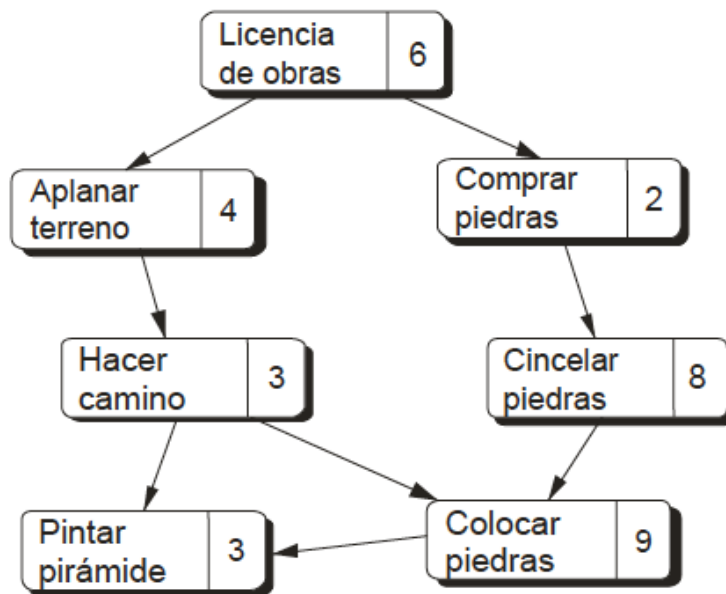 Licencia
de obras
6
Aplanar
terreno
4
Comprar
piedras
2
Hacer
camino
3
Cincelar
piedras
8
Pintar
pirámide
3
Colocar
piedras
9